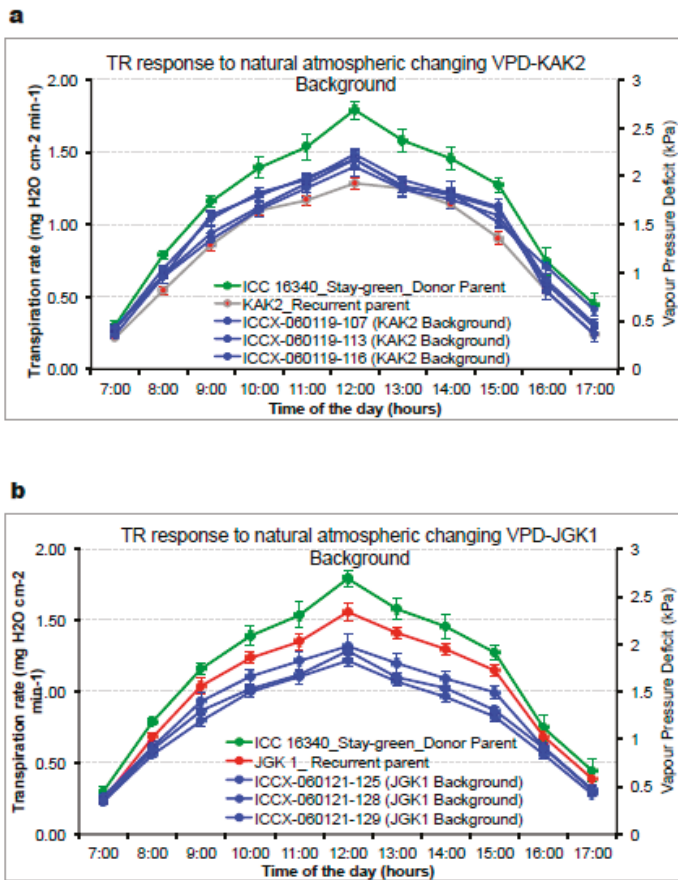 a
TR response to natural atmospheric changing VPD-KAK2
Background
Transpiration rate (mg H2O cm-2 min-1)
2.00
1.50
1.00
0.50
0.00
3
2.5
2
1.5
1
0.5
0
Vapour Pressure Deficit (kPa)
ICC 16340_Stay-green_Donor Parent
KAK2_Recurrent parent
ICCX-060119-107 (KAK2 Background)
ICCX-060119-113 (KAK2 Background)
ICCX-060119-116 (KAK2 Background)
7:00 8:00 9:00 10:00 11:00 12:00 13:00 14:00 15:00 16:00 17:00
Time of the day (hours)
b
TR response to natural atmospheric changing VPD-JGK1
Background
Transpiration rate (mg H2O cm-2
min-1)
2.00
1.50
1.00
0.50
0.00
3
2.5
2
1.5
1
0.5
0
Vapour Pressure Deficit (kPa)
ICC 16340_Stay-green_Donor Parent
JGK 1_ Recurrent parent
ICCX-060121-125 (JGK1 Background)
ICCX-060121-128 (JGK1 Background)
ICCX-060121-129 (JGK1 Background)
7:00 8:00 9:00 10:00 11:00 12:00 13:00 14:00 15:00 16:00 17:00
Time of the day (hours)